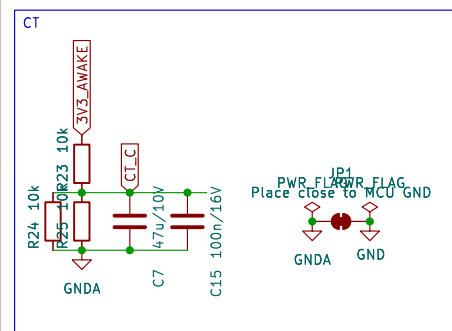 CT
3V3_AWAKE
CT_C
R23 10k
R24 10k
R25 10k
C7 47u/10V
C15 100n/16V
GNDA
JP1
PWR_FLAG
PWR_FLAG
Place close to MCU GND
GNDA
GND